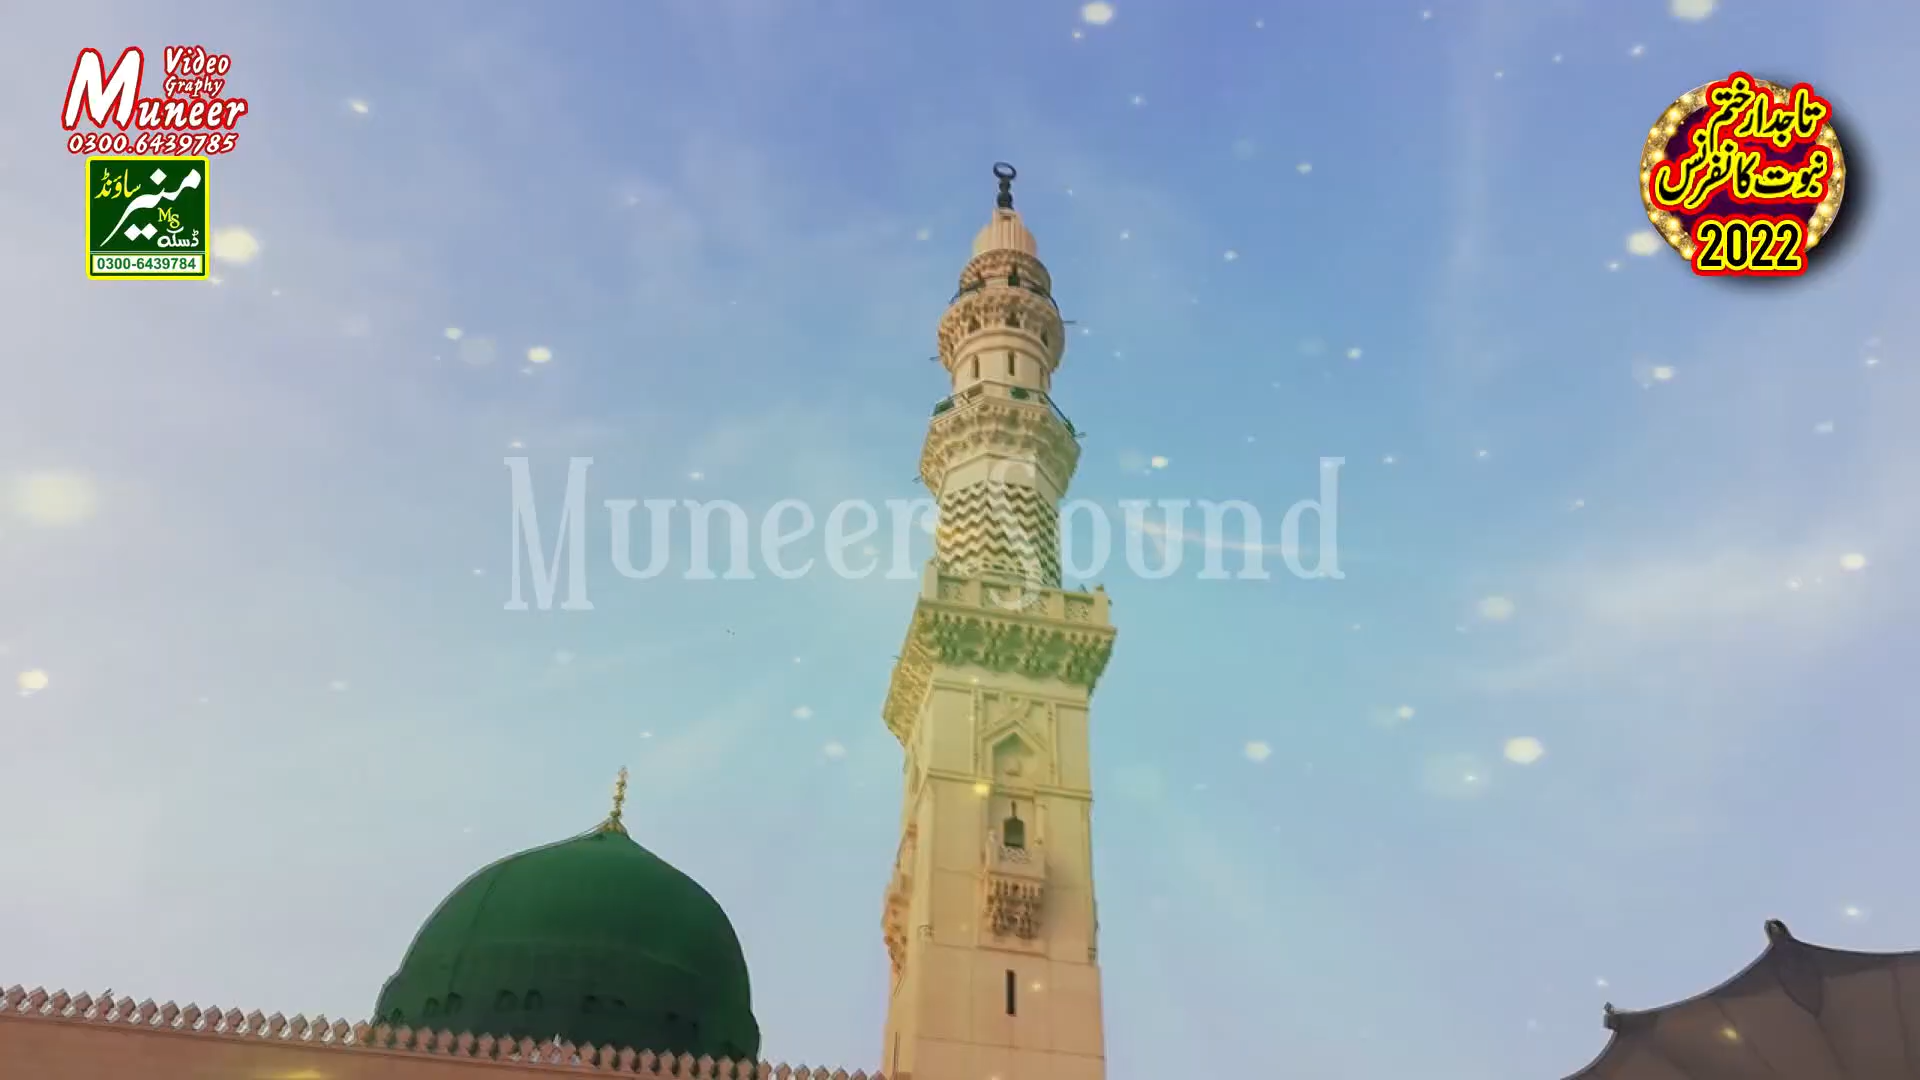 Video
Graphy
Muneer
0300.6439785
منیر ساؤنڈ
MS
ڈسکہ
0300-6439784
تاجدار ختم
نبوت کانفرنس
2022
Muneer Sound